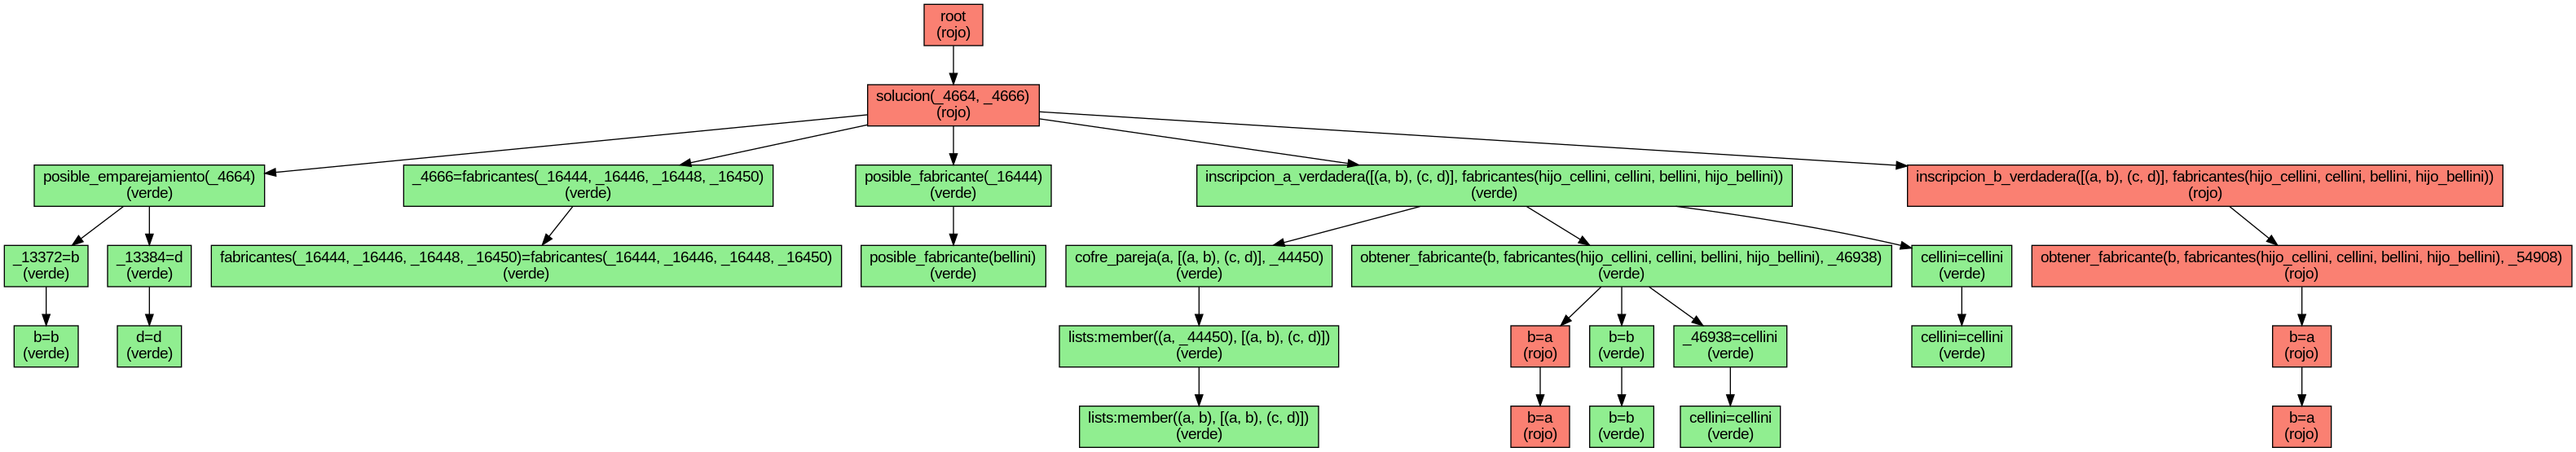 root
(rojo)
solucion(_4664, _4666)
(rojo)
posible_emparejamiento(_4664)
(verde)
_4666=fabricantes(_16444, _16446, _16448, _16450)
(verde)
posible_fabricante(_16444)
(verde)
inscripcion_a_verdadera([(a, b), (c, d)], fabricantes(hijo_cellini, cellini, bellini, hijo_bellini))
(verde)
inscripcion_b_verdadera([(a, b), (c, d)], fabricantes(hijo_cellini, cellini, bellini, hijo_bellini))
(rojo)
_13372=b
(verde)
_13384=d
(verde)
fabricantes(_16444, _16446, _16448, _16450)=fabricantes(_16444, _16446, _16448, _16450)
(verde)
posible_fabricante(bellini)
(verde)
cofre_pareja(a, [(a, b), (c, d)], _44450)
(verde)
obtener_fabricante(b, fabricantes(hijo_cellini, cellini, bellini, hijo_bellini), _46938)
(verde)
cellini=cellini
(verde)
obtener_fabricante(b, fabricantes(hijo_cellini, cellini, bellini, hijo_bellini), _54908)
(rojo)
b=b
(verde)
d=d
(verde)
lists:member((a, _44450), [(a, b), (c, d)])
(verde)
b=a
(rojo)
b=b
(verde)
_46938=cellini
(verde)
cellini=cellini
(verde)
b=a
(rojo)
lists:member((a, b), [(a, b), (c, d)])
(verde)
b=a
(rojo)
b=b
(verde)
cellini=cellini
(verde)
b=a
(rojo)